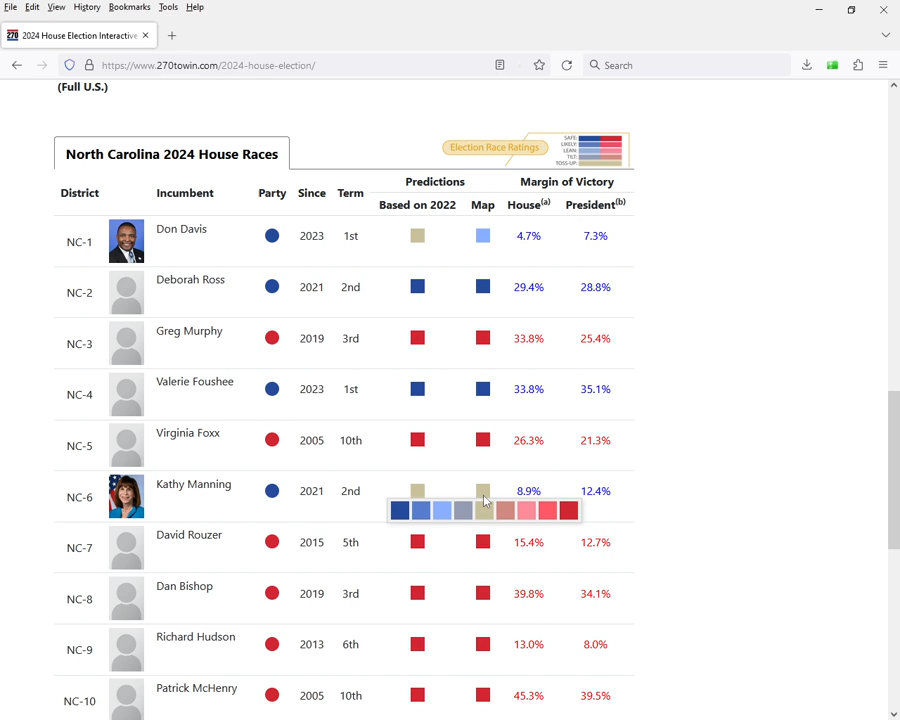 File Edit View History Bookmarks Tools Help
2024 House Election Interactive
https://www.270towin.com/2024-house-election/
Search
(Full U.S.)
North Carolina 2024 House Races
Election Race Ratings
SAFE:
LIKELY:
LEAN:
TILT:
TOSS-UP:
Predictions Margin of Victory
District Incumbent Party Since Term
Based on 2022 Map House(a) President(b)
NC-1 Don Davis 2023 1st 4.7% 7.3%
NC-2 Deborah Ross 2021 2nd 29.4% 28.8%
NC-3 Greg Murphy 2019 3rd 33.8% 25.4%
NC-4 Valerie Foushee 2023 1st 33.8% 35.1%
NC-5 Virginia Foxx 2005 10th 26.3% 21.3%
NC-6 Kathy Manning 2021 2nd 8.9% 12.4%
NC-7 David Rouzer 2015 5th 15.4% 12.7%
NC-8 Dan Bishop 2019 3rd 39.8% 34.1%
NC-9 Richard Hudson 2013 6th 13.0% 8.0%
NC-10 Patrick McHenry 2005 10th 45.3% 39.5%